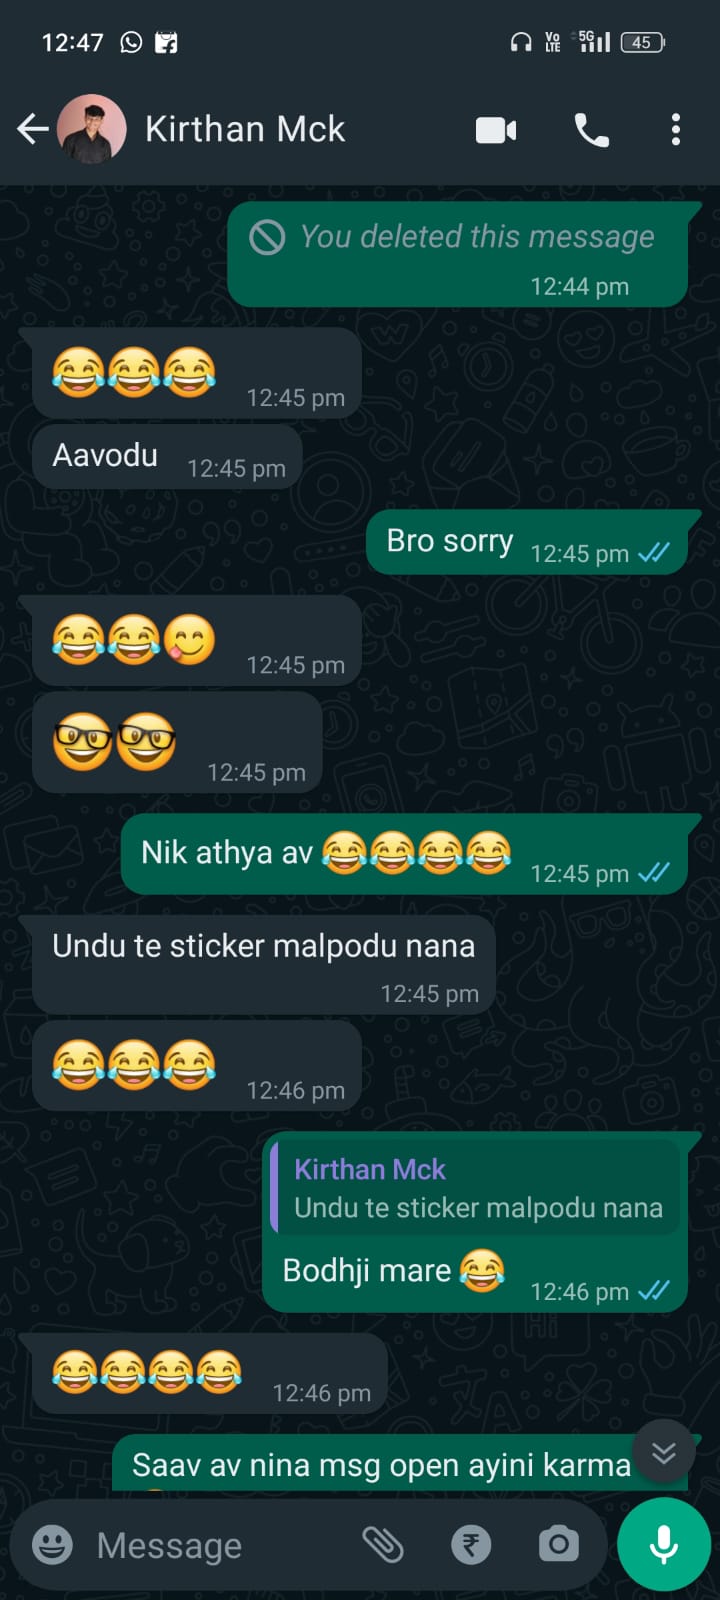 12:47
Vo LTE 5G 45
Kirthan Mck
You deleted this message
12:44 pm
😂😂😂 12:45 pm
Aavodu 12:45 pm
Bro sorry 12:45 pm
😂😂😋 12:45 pm
🤓🤓 12:45 pm
Nik athya av 😂😂😂😂 12:45 pm
Undu te sticker malpodu nana
12:45 pm
😂😂😂 12:46 pm
Kirthan Mck
Undu te sticker malpodu nana
Bodhji mare 😂 12:46 pm
😂😂😂😂 12:46 pm
Saav av nina msg open ayini karma
Message ₹